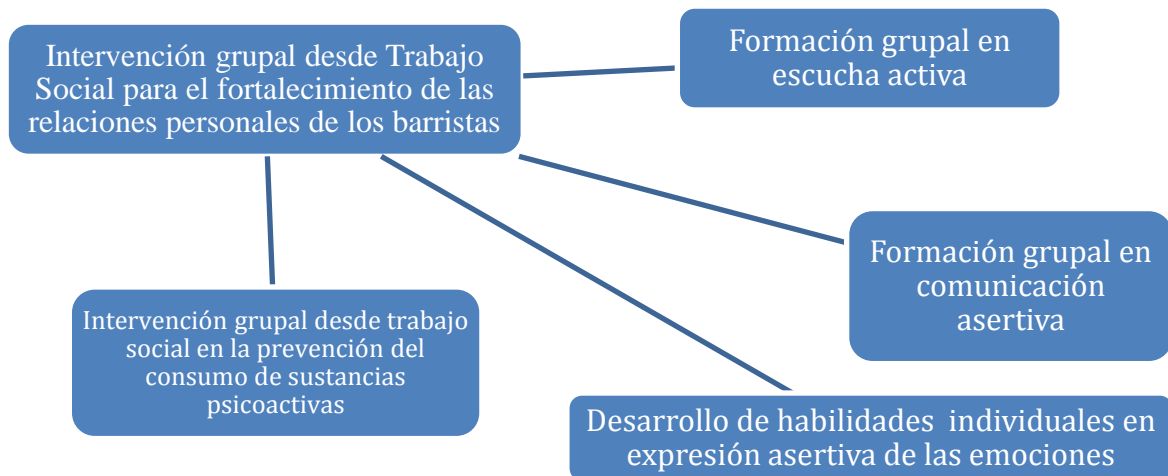 Intervención grupal desde Trabajo
Social para el fortalecimiento de las
relaciones personales de los barristas
Formación grupal en
escucha activa
Formación grupal en
comunicación
asertiva
Intervención grupal desde trabajo
social en la prevención del
consumo de sustancias
psicoactivas
Desarrollo de habilidades  individuales en
expresión asertiva de las emociones